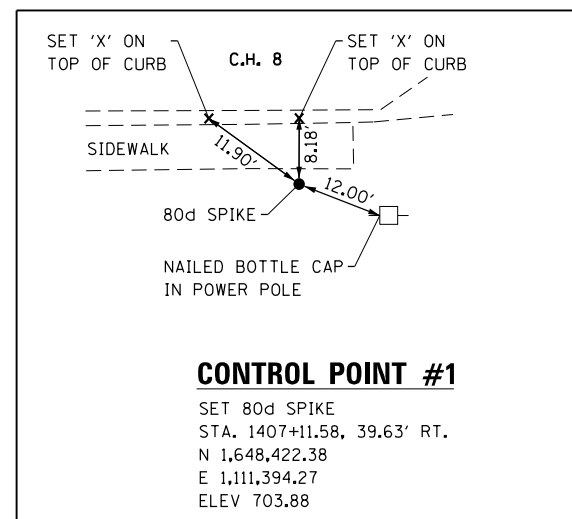 SET 'X' ON
TOP OF CURB
C.H. 8
SET 'X' ON
TOP OF CURB
SIDEWALK
11.90'
8.18'
12.00'
80d SPIKE
NAILED BOTTLE CAP
IN POWER POLE
CONTROL POINT #1
SET 80d SPIKE
STA. 1407+11.58, 39.63' RT.
N 1,648,422.38
E 1,111,394.27
ELEV 703.88